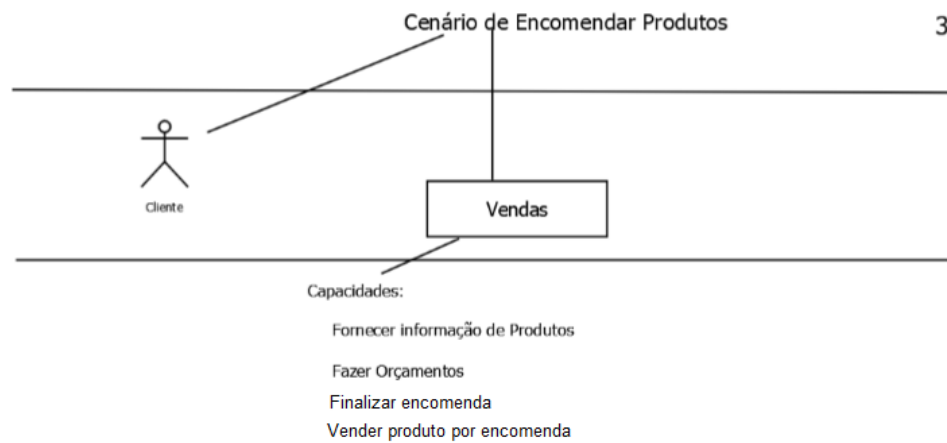 Cenário de Encomendar Produtos
3
Cliente
Vendas
Capacidades:
Fornecer informação de Produtos
Fazer Orçamentos
Finalizar encomenda
Vender produto por encomenda